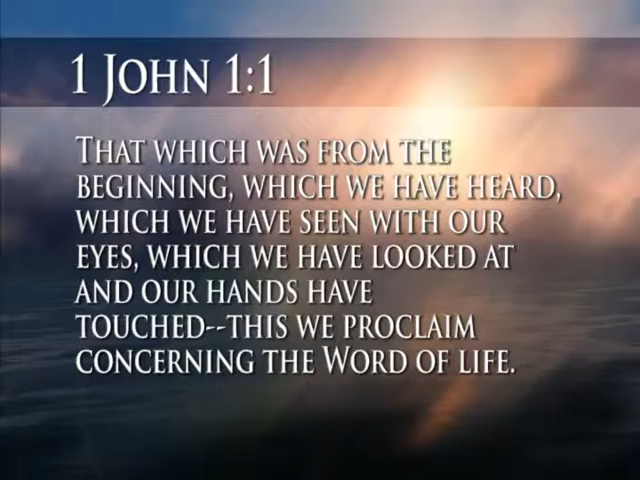 1 John 1:1
That which was from the
beginning, which we have heard,
which we have seen with our
eyes, which we have looked at
and our hands have
touched--this we proclaim
concerning the Word of life.